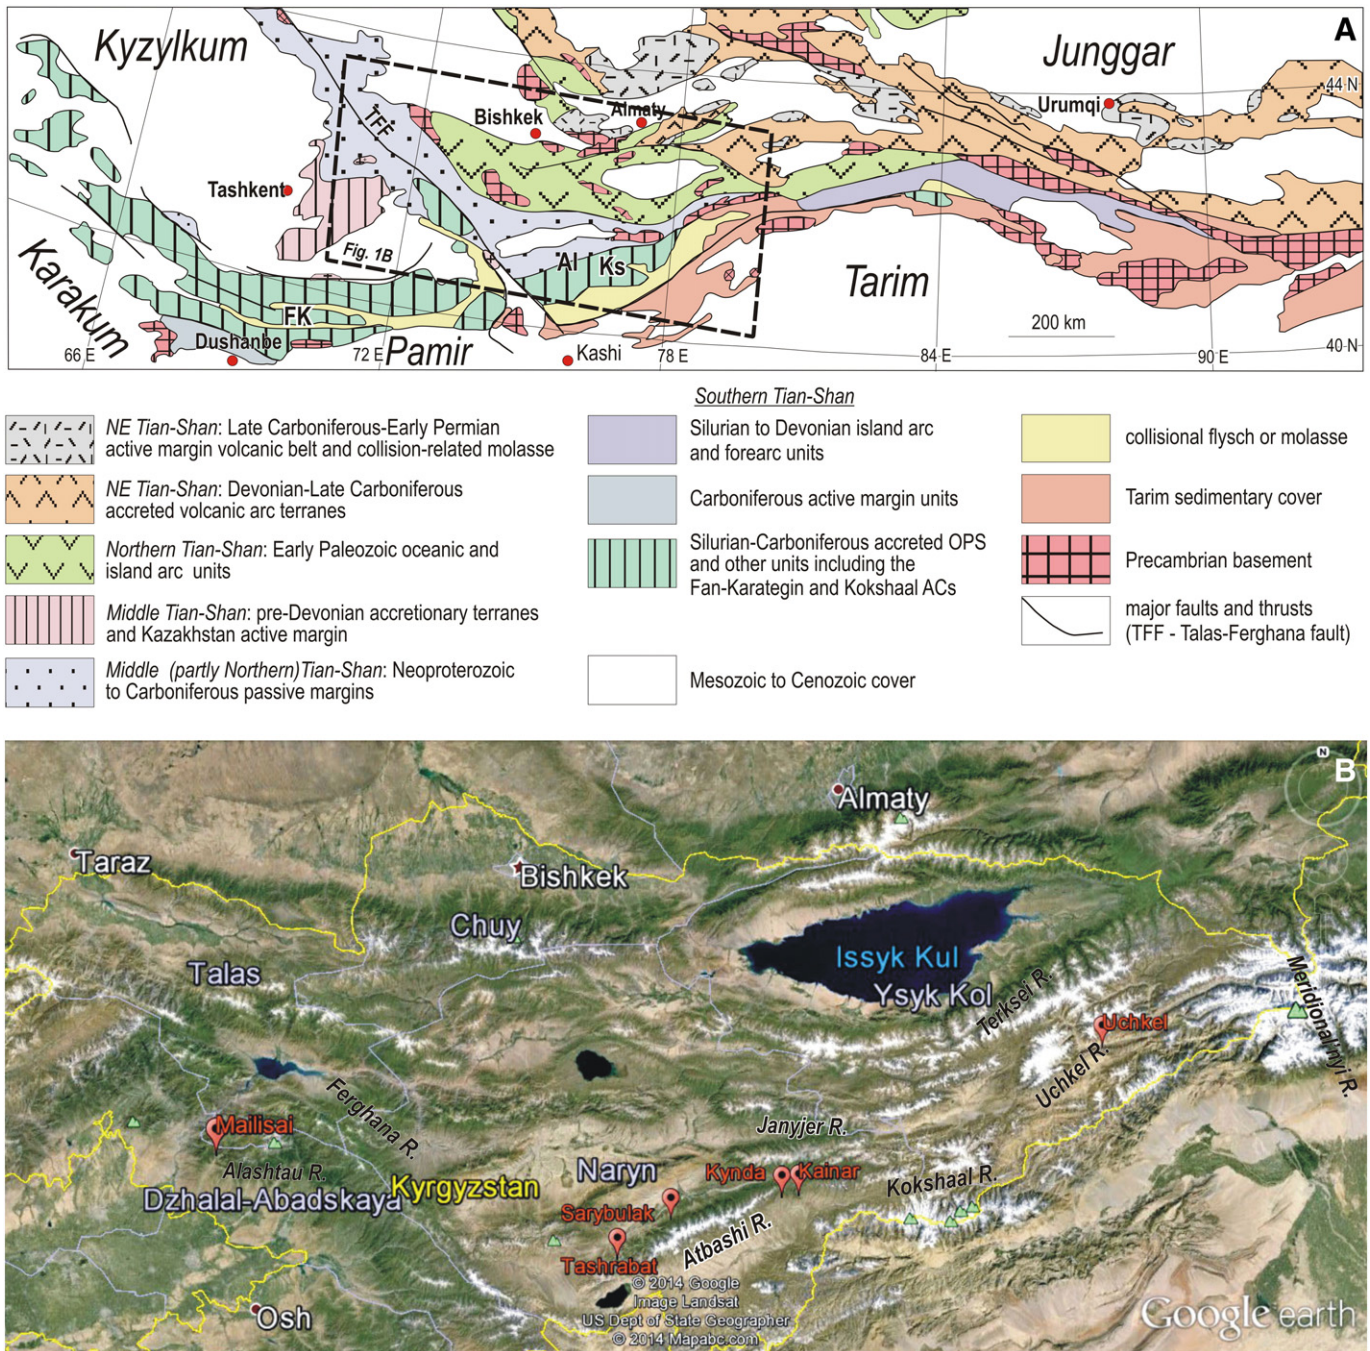 A
Kyzylkum
Junggar
44 N
Urumqi
Almaty
Bishkek
TFF
Tashkent
Fig. 1B
Al
Ks
Tarim
Karakum
FK
200 km
Dushanbe
Pamir
Kashi
40 N
66 E
72 E
78 E
84 E
90 E
Southern Tian-Shan
NE Tian-Shan: Late Carboniferous-Early Permian
active margin volcanic belt and collision-related molasse
NE Tian-Shan: Devonian-Late Carboniferous
accreted volcanic arc terranes
Northern Tian-Shan: Early Paleozoic oceanic and
island arc units
Middle Tian-Shan: pre-Devonian accretionary terranes
and Kazakhstan active margin
Middle (partly Northern)Tian-Shan: Neoproterozoic
to Carboniferous passive margins
Silurian to Devonian island arc
and forearc units
Carboniferous active margin units
Silurian-Carboniferous accreted OPS
and other units including the
Fan-Karategin and Kokshaal ACs
Mesozoic to Cenozoic cover
collisional flysch or molasse
Tarim sedimentary cover
Precambrian basement
major faults and thrusts
(TFF - Talas-Ferghana fault)
N
B
Almaty
Taraz
Bishkek
Chuy
Issyk Kul
Talas
Ysyk Kol
Terksei R.
Meridional'nyi R.
Uchkel
Uchkel R.
Ferghana R.
Mailisai
Janyjer R.
Alashtau R.
Naryn
Kynda
Kainar
Kokshaal R.
Dzhalal-Abadskaya
Kyrgyzstan
Sarybulak
Atbashi R.
Tashrabat
© 2014 Google
Image Landsat
US Dept of State Geographer
© 2014 Mapabc.com
Osh
Google earth